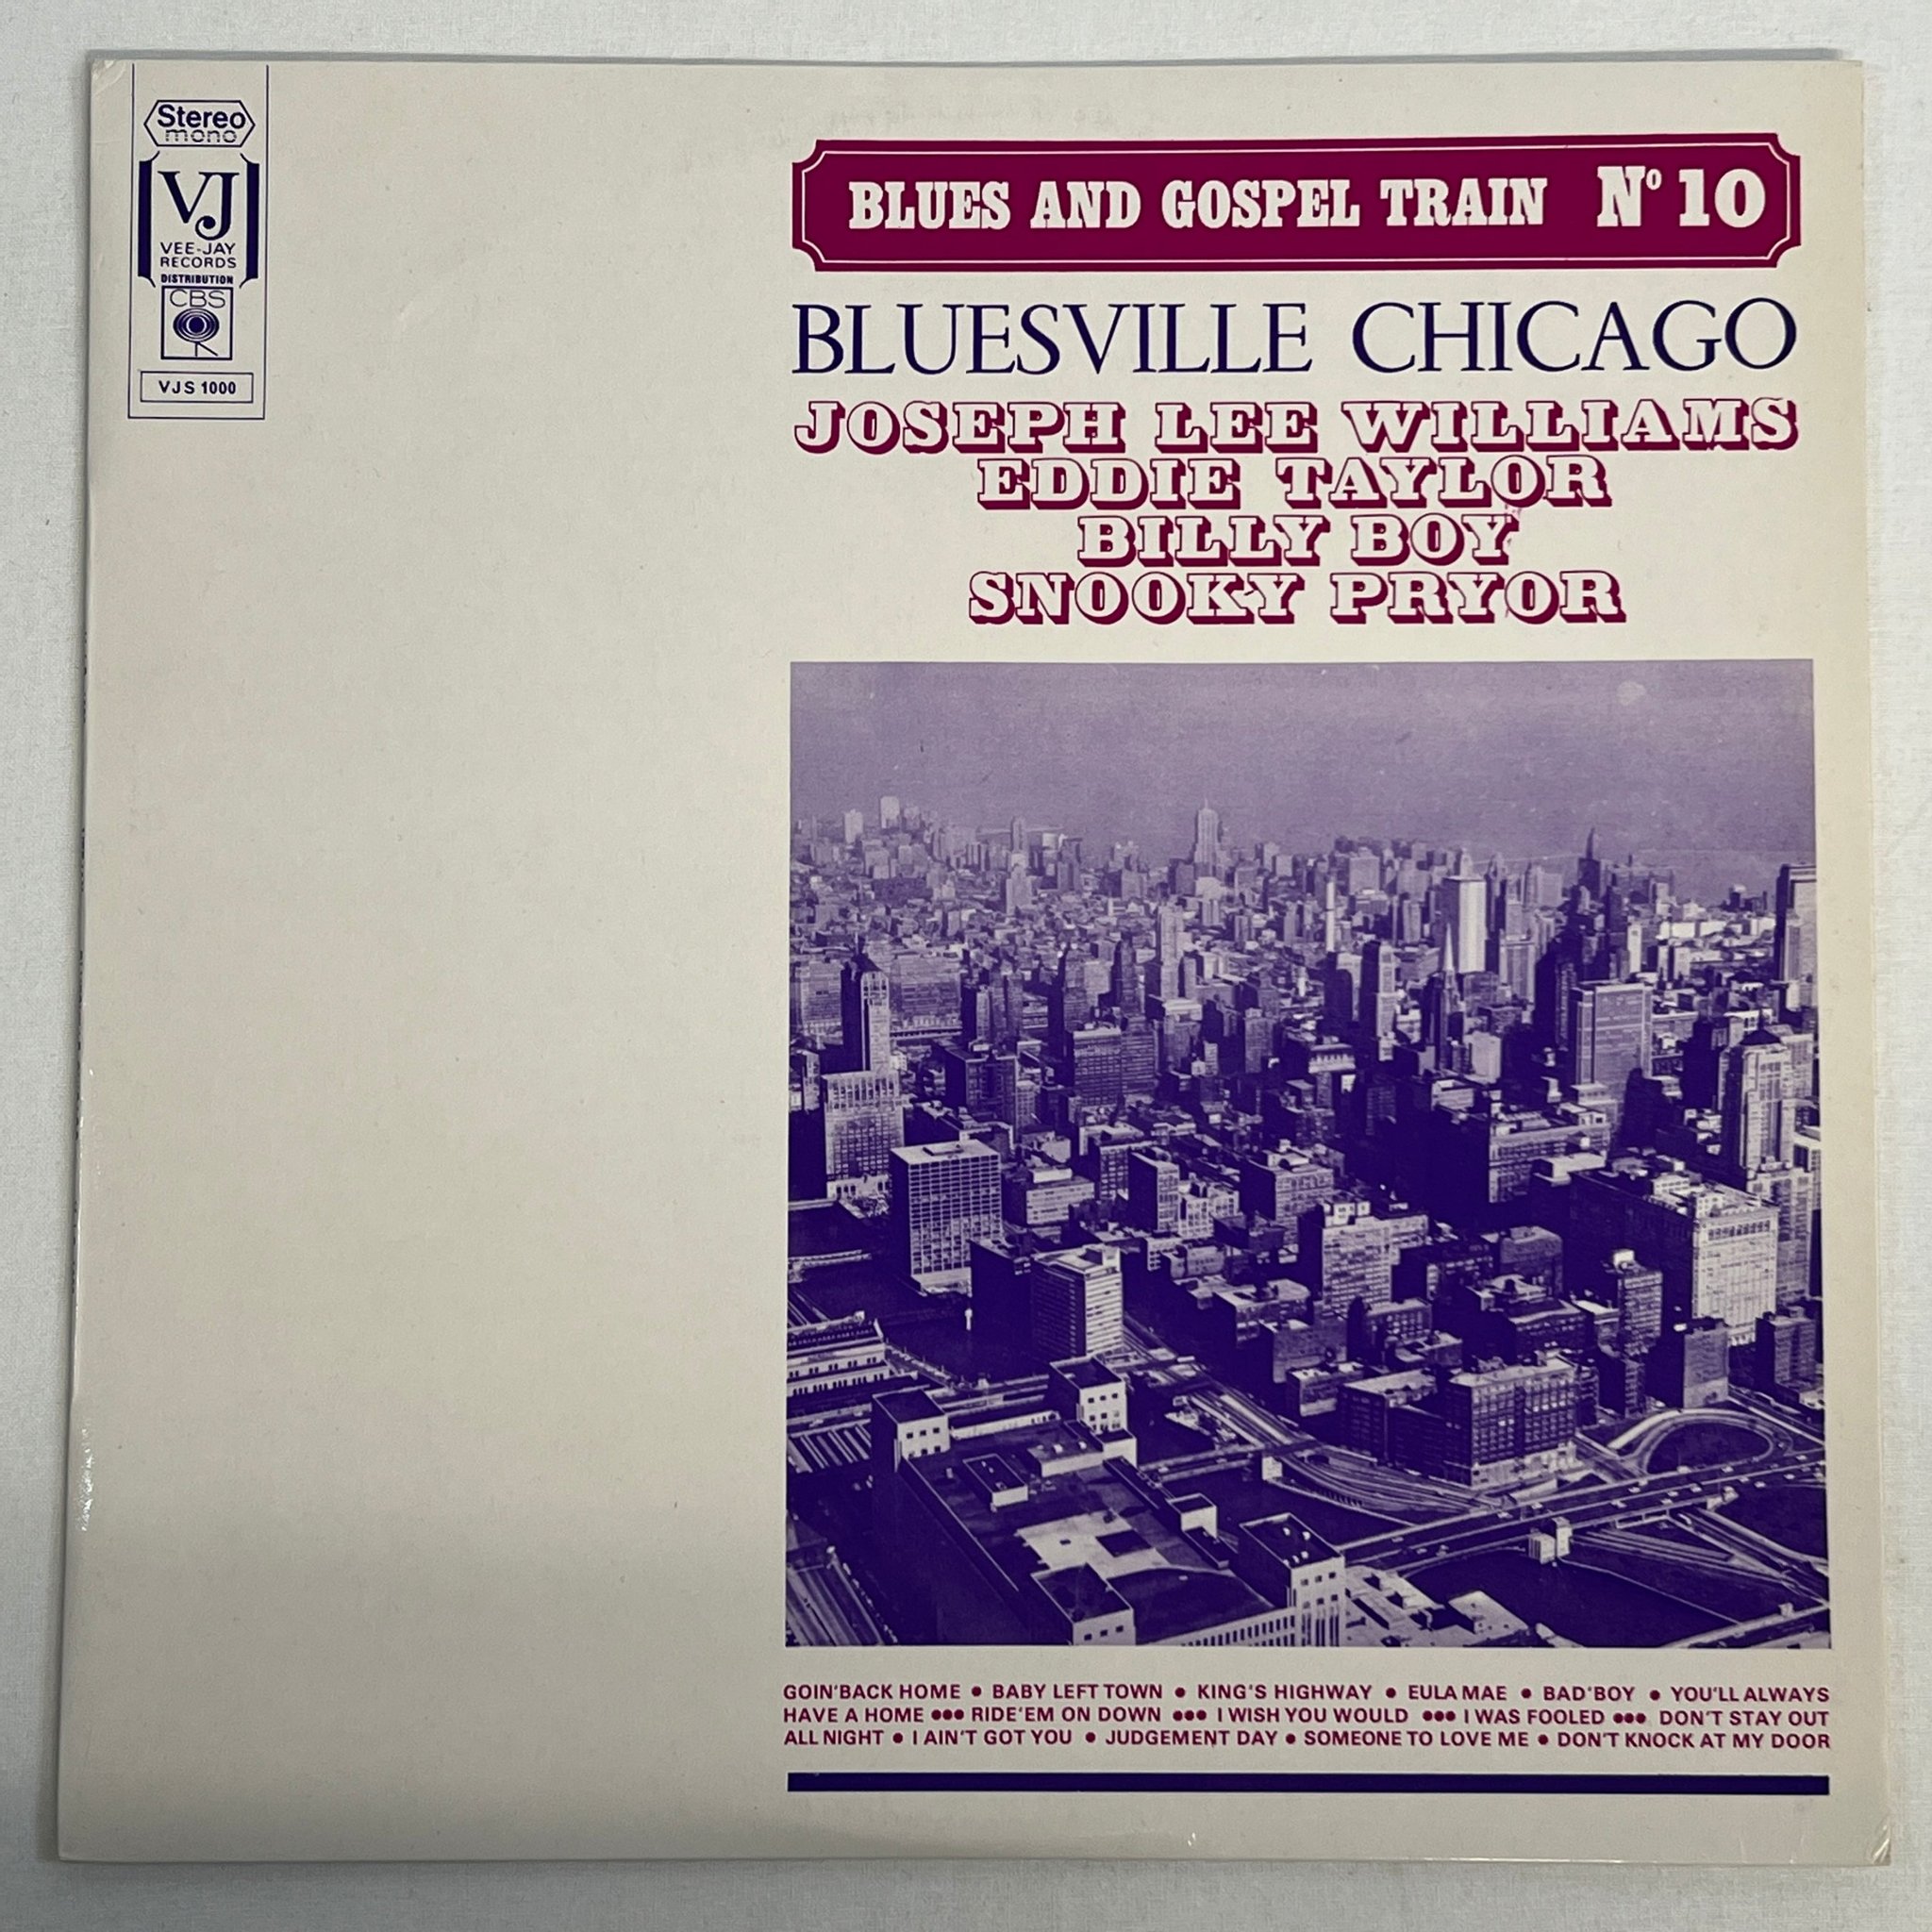 Stereo
mono
VJ
VEE-JAY
RECORDS
DISTRIBUTION
CBS
VJS 1000
BLUES AND GOSPEL TRAIN Nº 10
BLUESVILLE CHICAGO
JOSEPH LEE WILLIAMS
EDDIE TAYLOR
BILLY BOY
SNOOKY PRYOR
GOIN'BACK HOME • BABY LEFT TOWN • KING'S HIGHWAY • EULA MAE • BAD'BOY • YOU'LL ALWAYS
HAVE A HOME ••• RIDE'EM ON DOWN ••• I WISH YOU WOULD ••• I WAS FOOLED ••• DON'T STAY OUT
ALL NIGHT • I AIN'T GOT YOU • JUDGEMENT DAY • SOMEONE TO LOVE ME • DON'T KNOCK AT MY DOOR